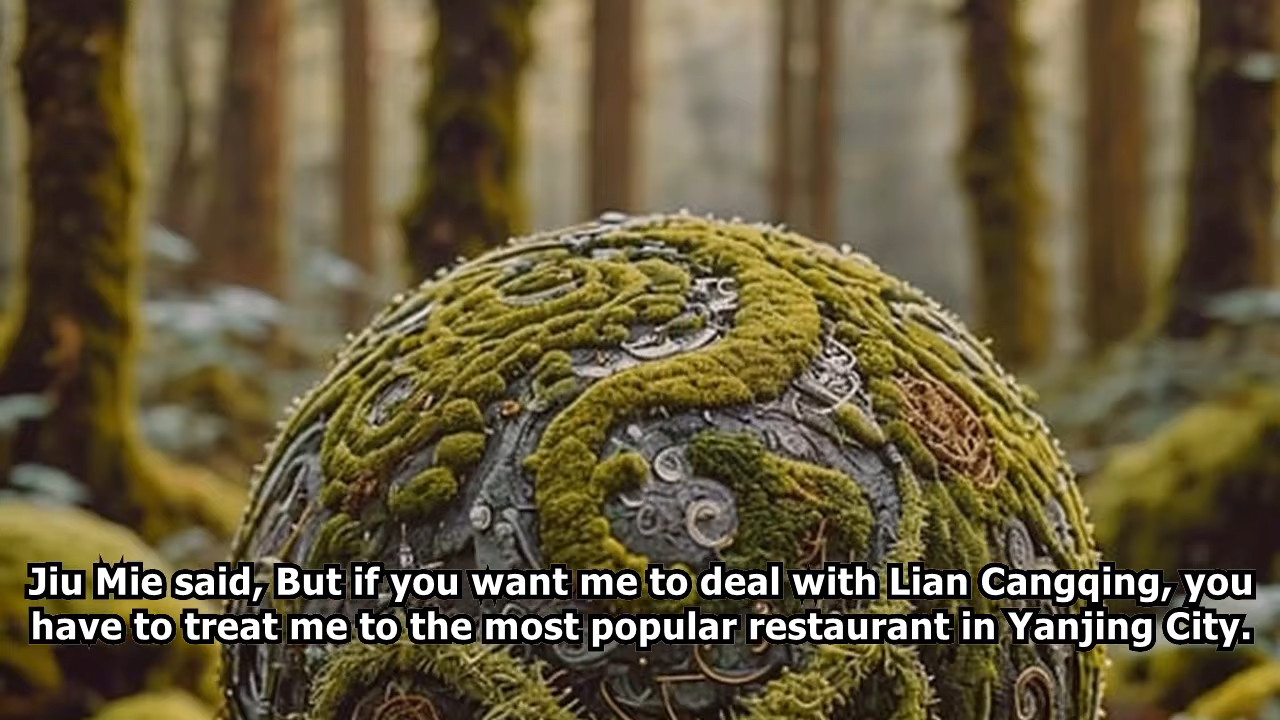 Jiu Mie said, But if you want me to deal with Lian Cangqing, you
have to treat me to the most popular restaurant in Yanjing City.